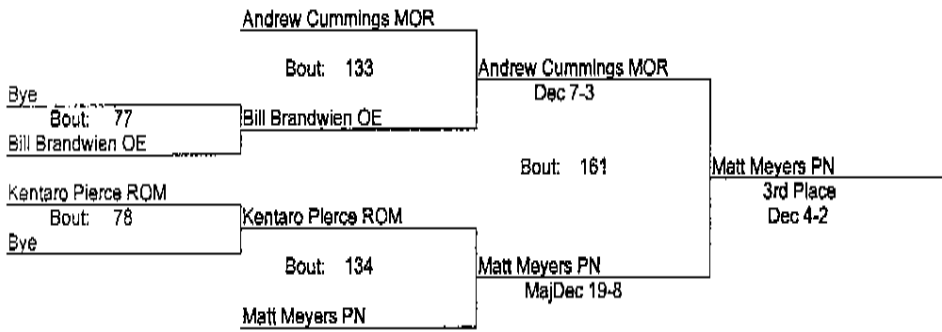 Andrew Cummings MOR
Bout: 133
Andrew Cummings MOR
Dec 7-3
Bye
Bout: 77
Bill Brandwien OE
Bill Brandwien OE
Bout: 161
Matt Meyers PN
3rd Place
Dec 4-2
Kentaro Pierce ROM
Bout: 78
Kentaro Pierce ROM
Bye
Bout: 134
Matt Meyers PN
MajDec 19-8
Matt Meyers PN